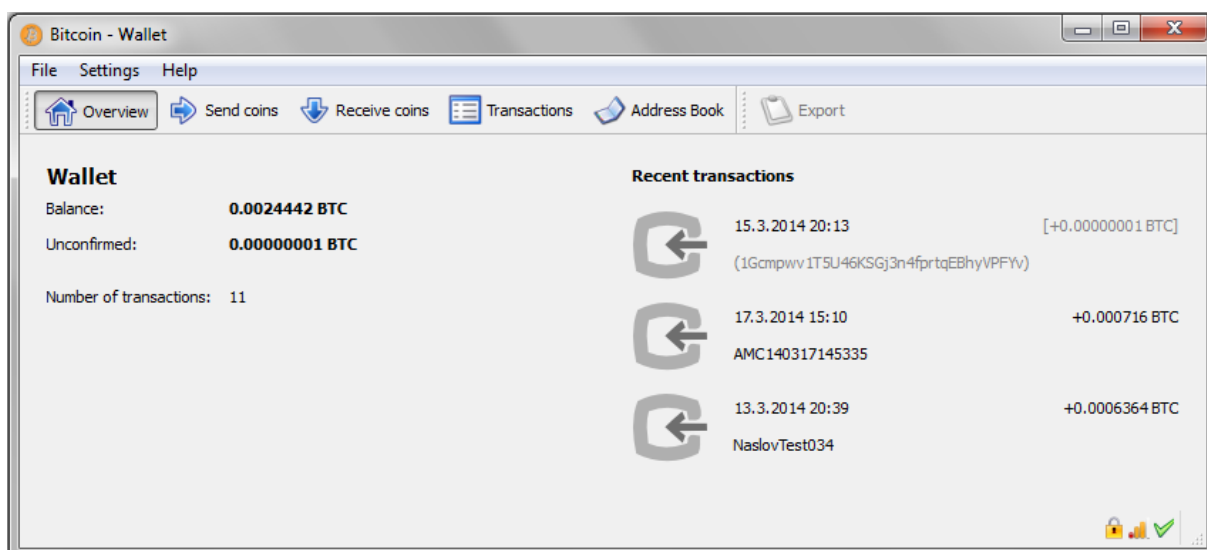 Bitcoin - Wallet
File Settings Help
Overview Send coins Receive coins Transactions Address Book Export
Wallet
Balance: 0.0024442 BTC
Unconfirmed: 0.00000001 BTC
Number of transactions: 11
Recent transactions
15.3.2014 20:13 [+0.00000001 BTC]
(1Gcmpwv1T5U46KSGj3n4fprtqEBhyVPFYv)
17.3.2014 15:10 +0.000716 BTC
AMC140317145335
13.3.2014 20:39 +0.0006364 BTC
NaslovTest034